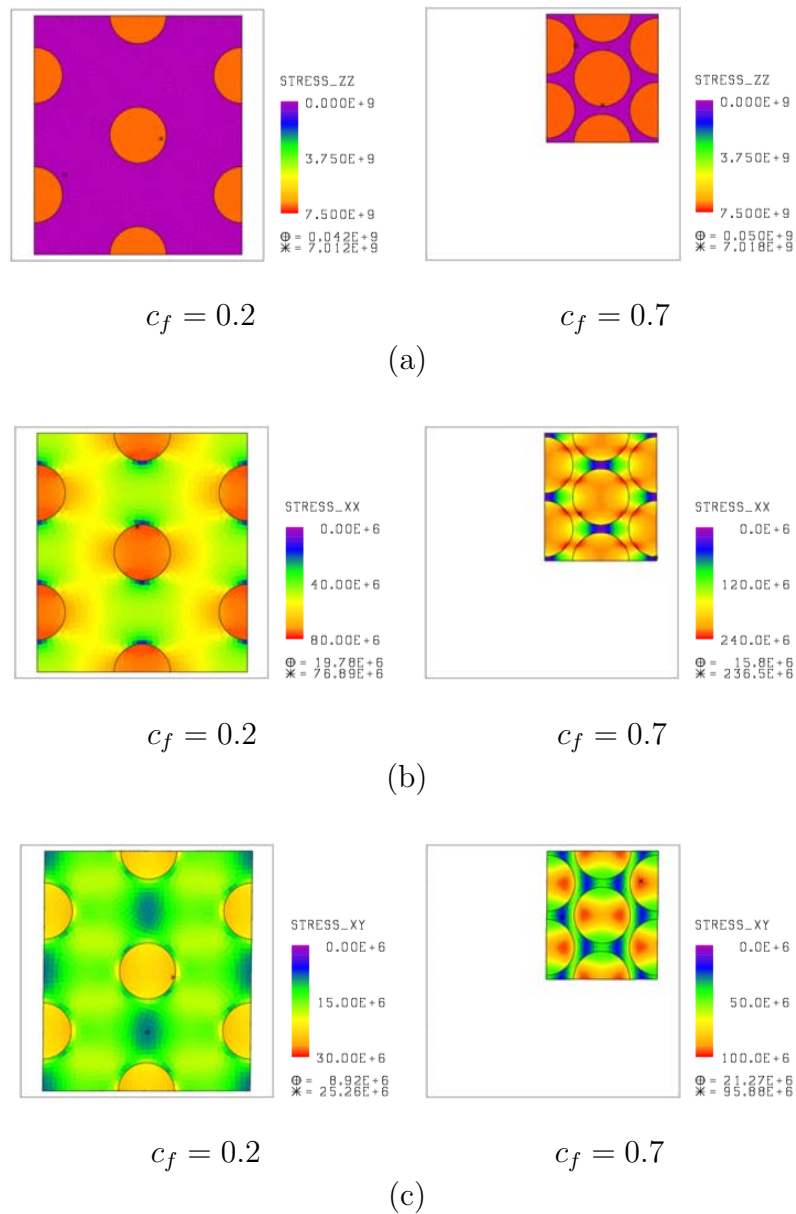 STRESS_ZZ
0.000E+9
3.750E+9
7.500E+9
⊕ = 0.042E+9
* = 7.012E+9
STRESS_ZZ
0.000E+9
3.750E+9
7.500E+9
⊕ = 0.050E+9
* = 7.018E+9
c_f = 0.2
c_f = 0.7
(a)
STRESS_XX
0.00E+6
40.00E+6
80.00E+6
⊕ = 19.78E+6
* = 76.89E+6
STRESS_XX
0.0E+6
120.0E+6
240.0E+6
⊕ = 15.8E+6
* = 236.5E+6
c_f = 0.2
c_f = 0.7
(b)
STRESS_XY
0.00E+6
15.00E+6
30.00E+6
⊕ = 8.92E+6
* = 25.26E+6
STRESS_XY
0.0E+6
50.0E+6
100.0E+6
⊕ = 21.27E+6
* = 95.88E+6
c_f = 0.2
c_f = 0.7
(c)